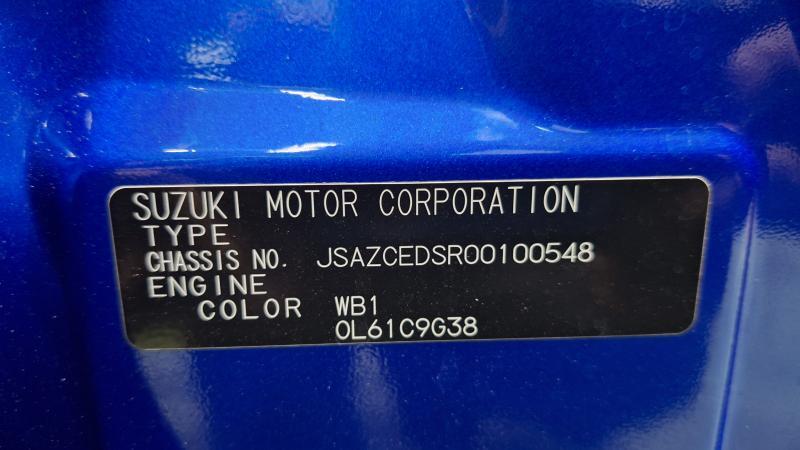 SUZUKI MOTOR CORPORATION
TYPE
CHASSIS NO. JSAZCEDSR00100548
ENGINE
COLOR WB1
0L61C9G38